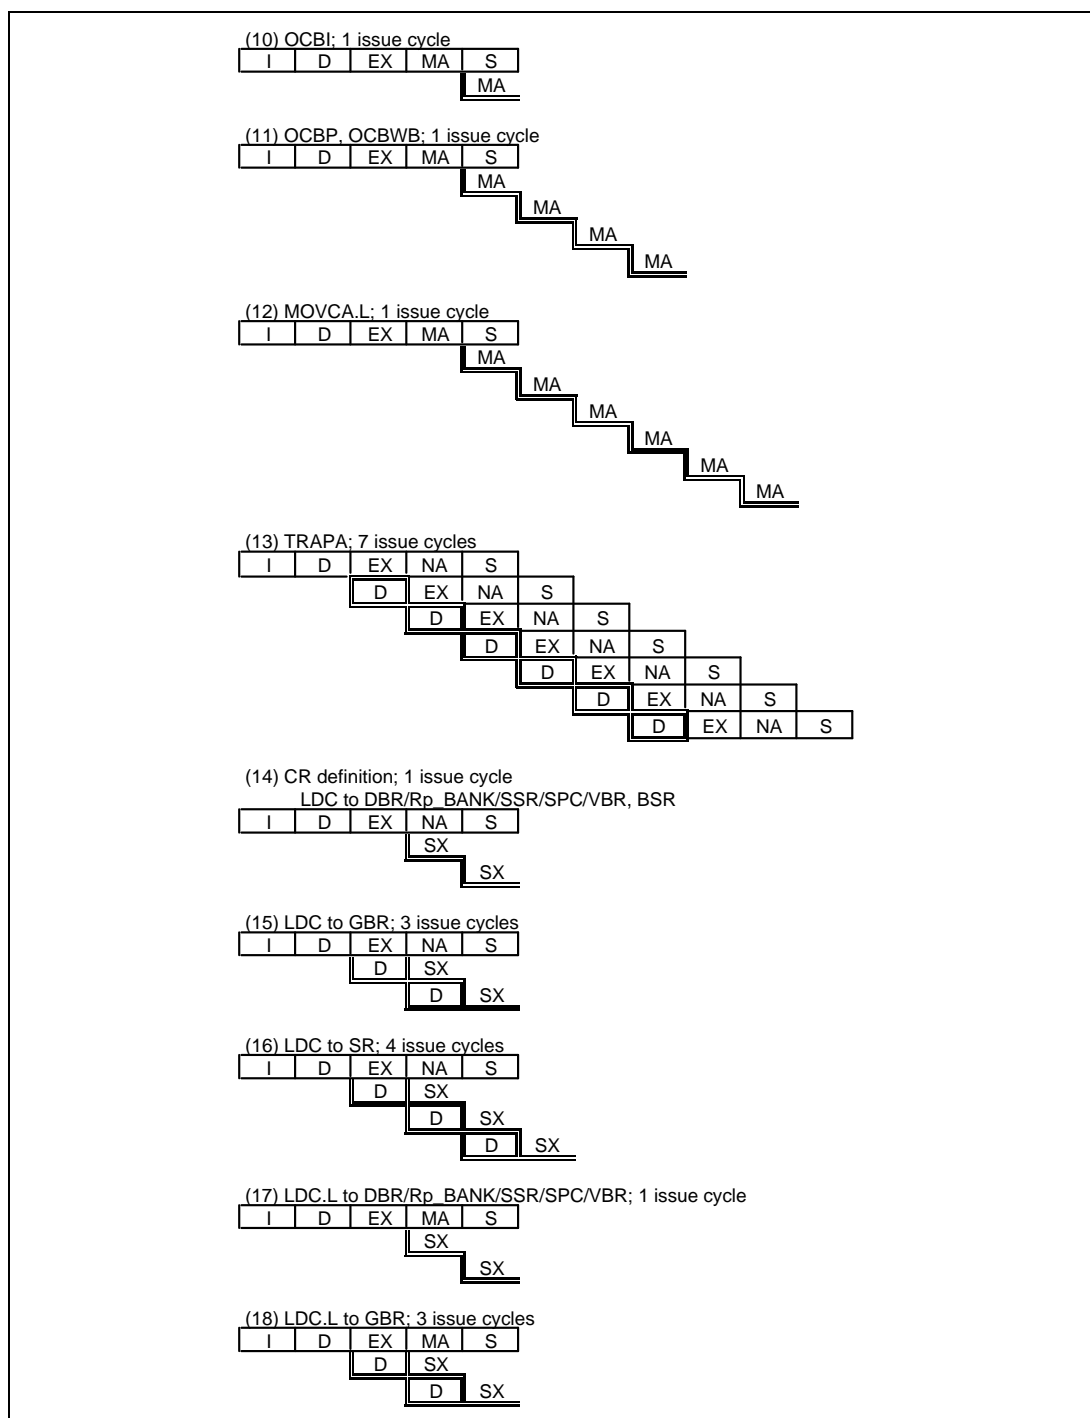 (10) OCBI; 1 issue cycle
I D EX MA S
MA
(11) OCBP, OCBWB; 1 issue cycle
I D EX MA S
MA
MA
MA
MA
(12) MOVCA.L; 1 issue cycle
I D EX MA S
MA
MA
MA
MA
MA
MA
(13) TRAPA; 7 issue cycles
I D EX NA S
D EX NA S
D EX NA S
D EX NA S
D EX NA S
D EX NA S
D EX NA S
(14) CR definition; 1 issue cycle
LDC to DBR/Rp_BANK/SSR/SPC/VBR, BSR
I D EX NA S
SX
SX
(15) LDC to GBR; 3 issue cycles
I D EX NA S
D SX
D SX
(16) LDC to SR; 4 issue cycles
I D EX NA S
D SX
D SX
D SX
(17) LDC.L to DBR/Rp_BANK/SSR/SPC/VBR; 1 issue cycle
I D EX MA S
SX
SX
(18) LDC.L to GBR; 3 issue cycles
I D EX MA S
D SX
D SX